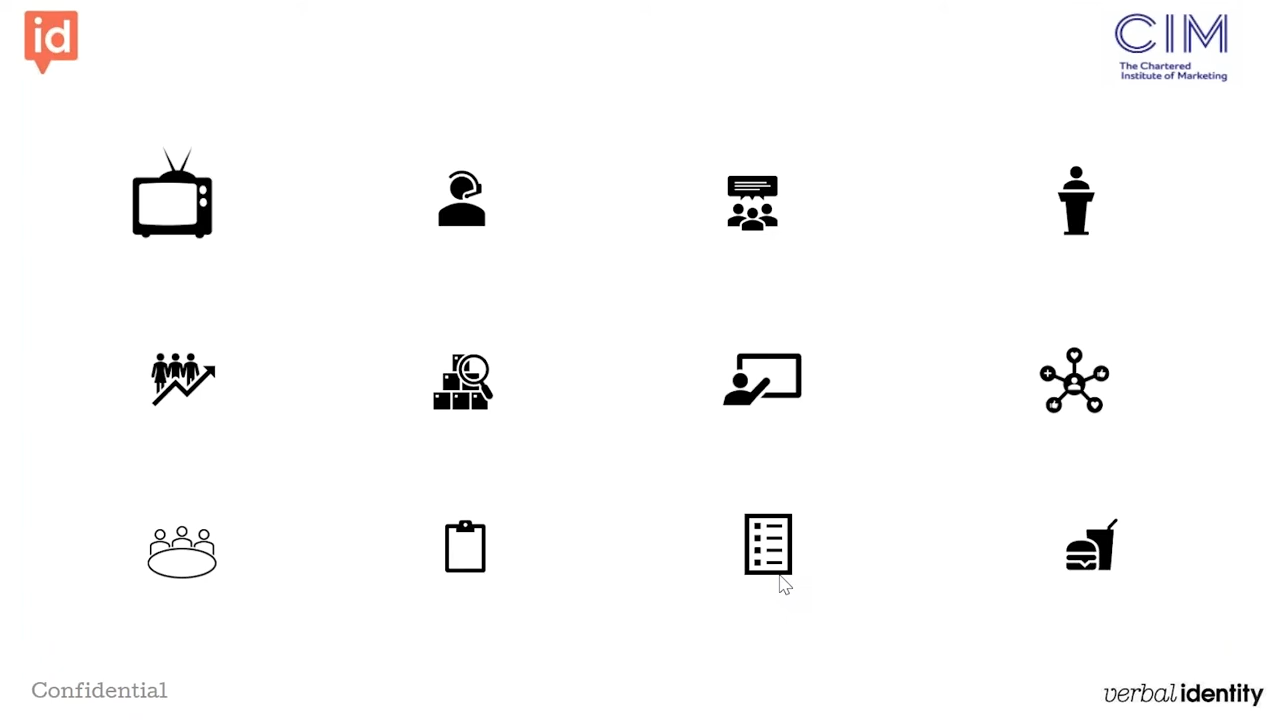 id
CIM
The Chartered
Institute of Marketing
Confidential
verbal identity